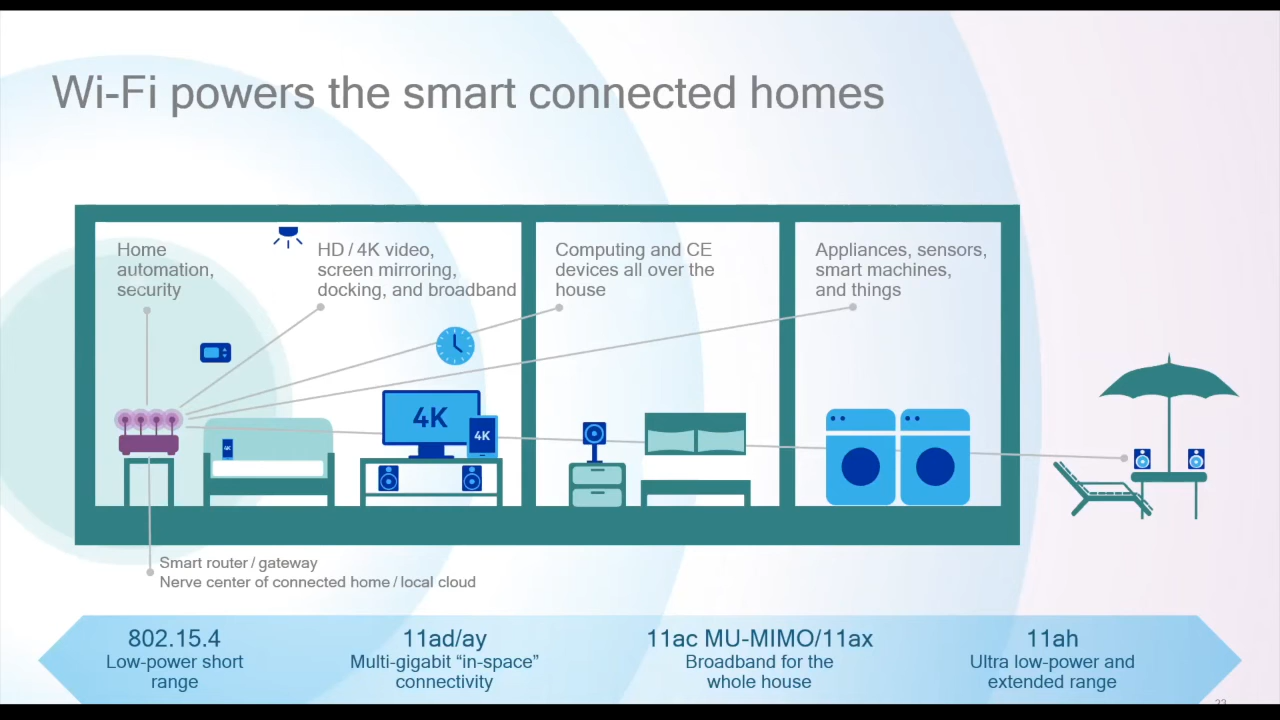 Wi-Fi powers the smart connected homes
Home
automation,
security
HD / 4K video,
screen mirroring,
docking, and broadband
Computing and CE
devices all over the
house
Appliances, sensors,
smart machines,
and things
4K
4K
4K
Smart router / gateway
Nerve center of connected home / local cloud
802.15.4
Low-power short
range
11ad/ay
Multi-gigabit “in-space”
connectivity
11ac MU-MIMO/11ax
Broadband for the
whole house
11ah
Ultra low-power and
extended range